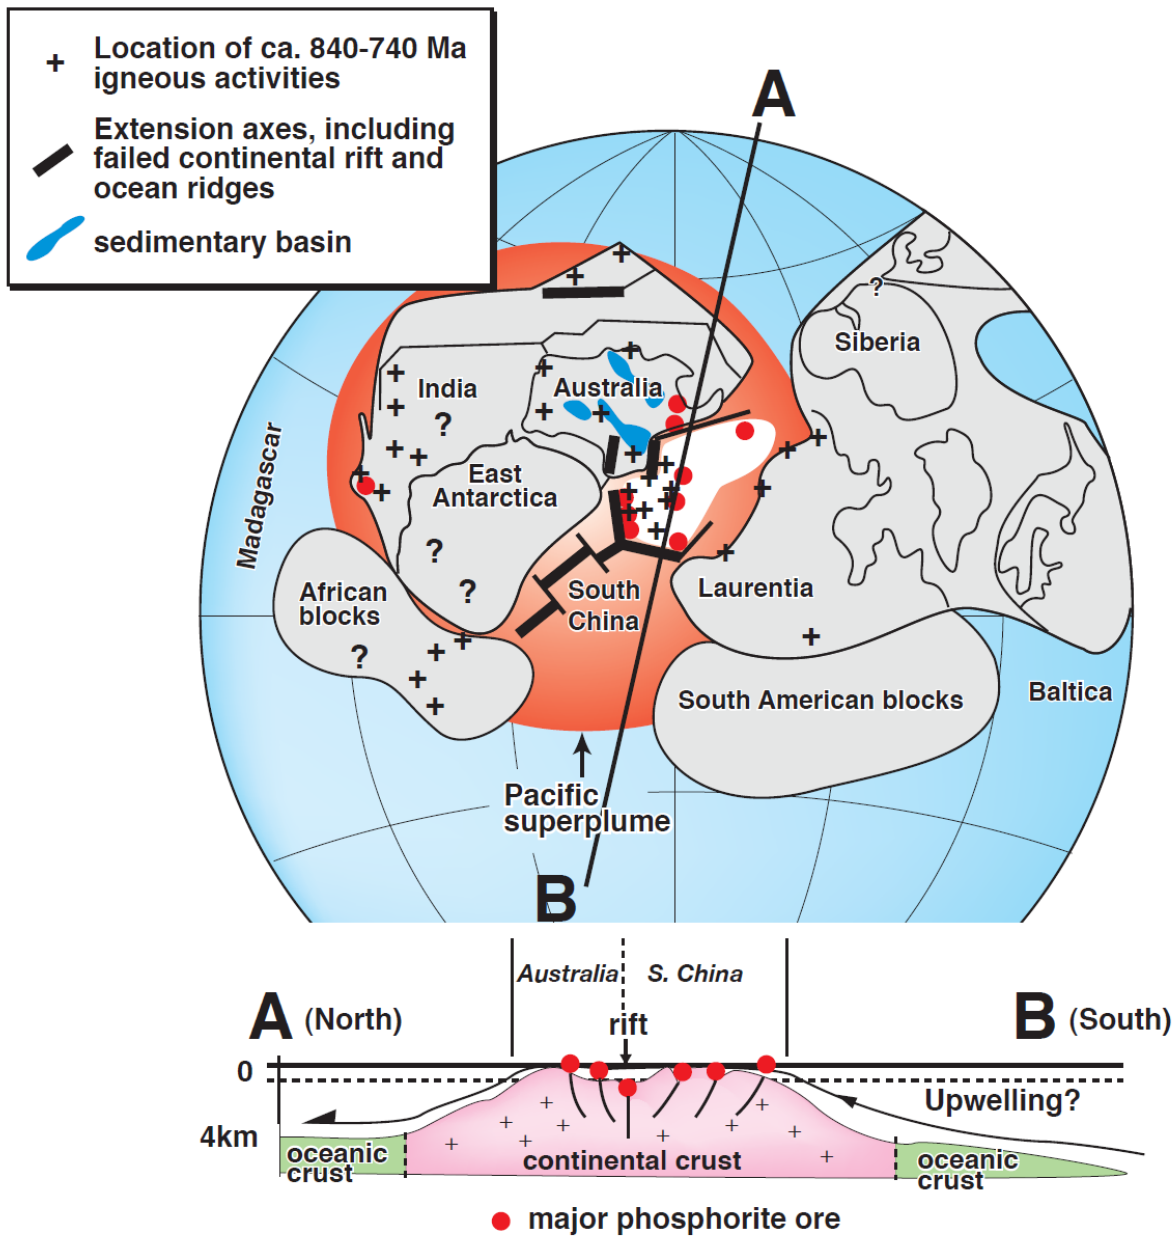 + Location of ca. 840-740 Ma
igneous activities
Extension axes, including
failed continental rift and
ocean ridges
sedimentary basin
A
?
Siberia
India
Australia
?
East
Antarctica
Madagascar
?
African
blocks
?
South
China
Laurentia
?
South American blocks
Baltica
Pacific
superplume
B
Australia
S. China
A (North)
rift
B (South)
0
Upwelling?
4km
oceanic
crust
continental crust
oceanic
crust
major phosphorite ore